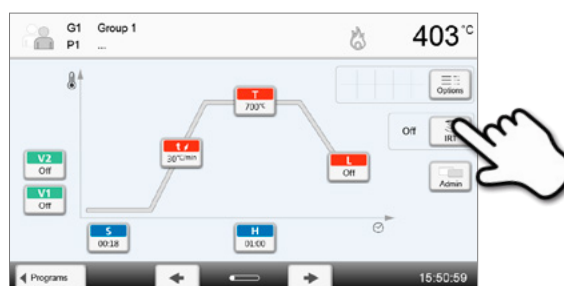 G1 Group 1
P1 ...
403°C
Options
T
700°C
Off
IRT
t
30°C/min
V2
Off
L
Off
Admin
V1
Off
S
00:18
H
01:00
Programs
15:50:59